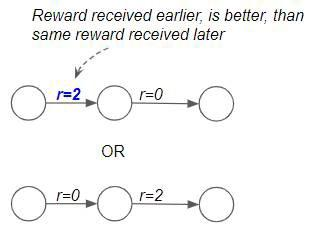 Reward received earlier, is better, than
same reward received later
r=2 r=0
OR
r=0 r=2